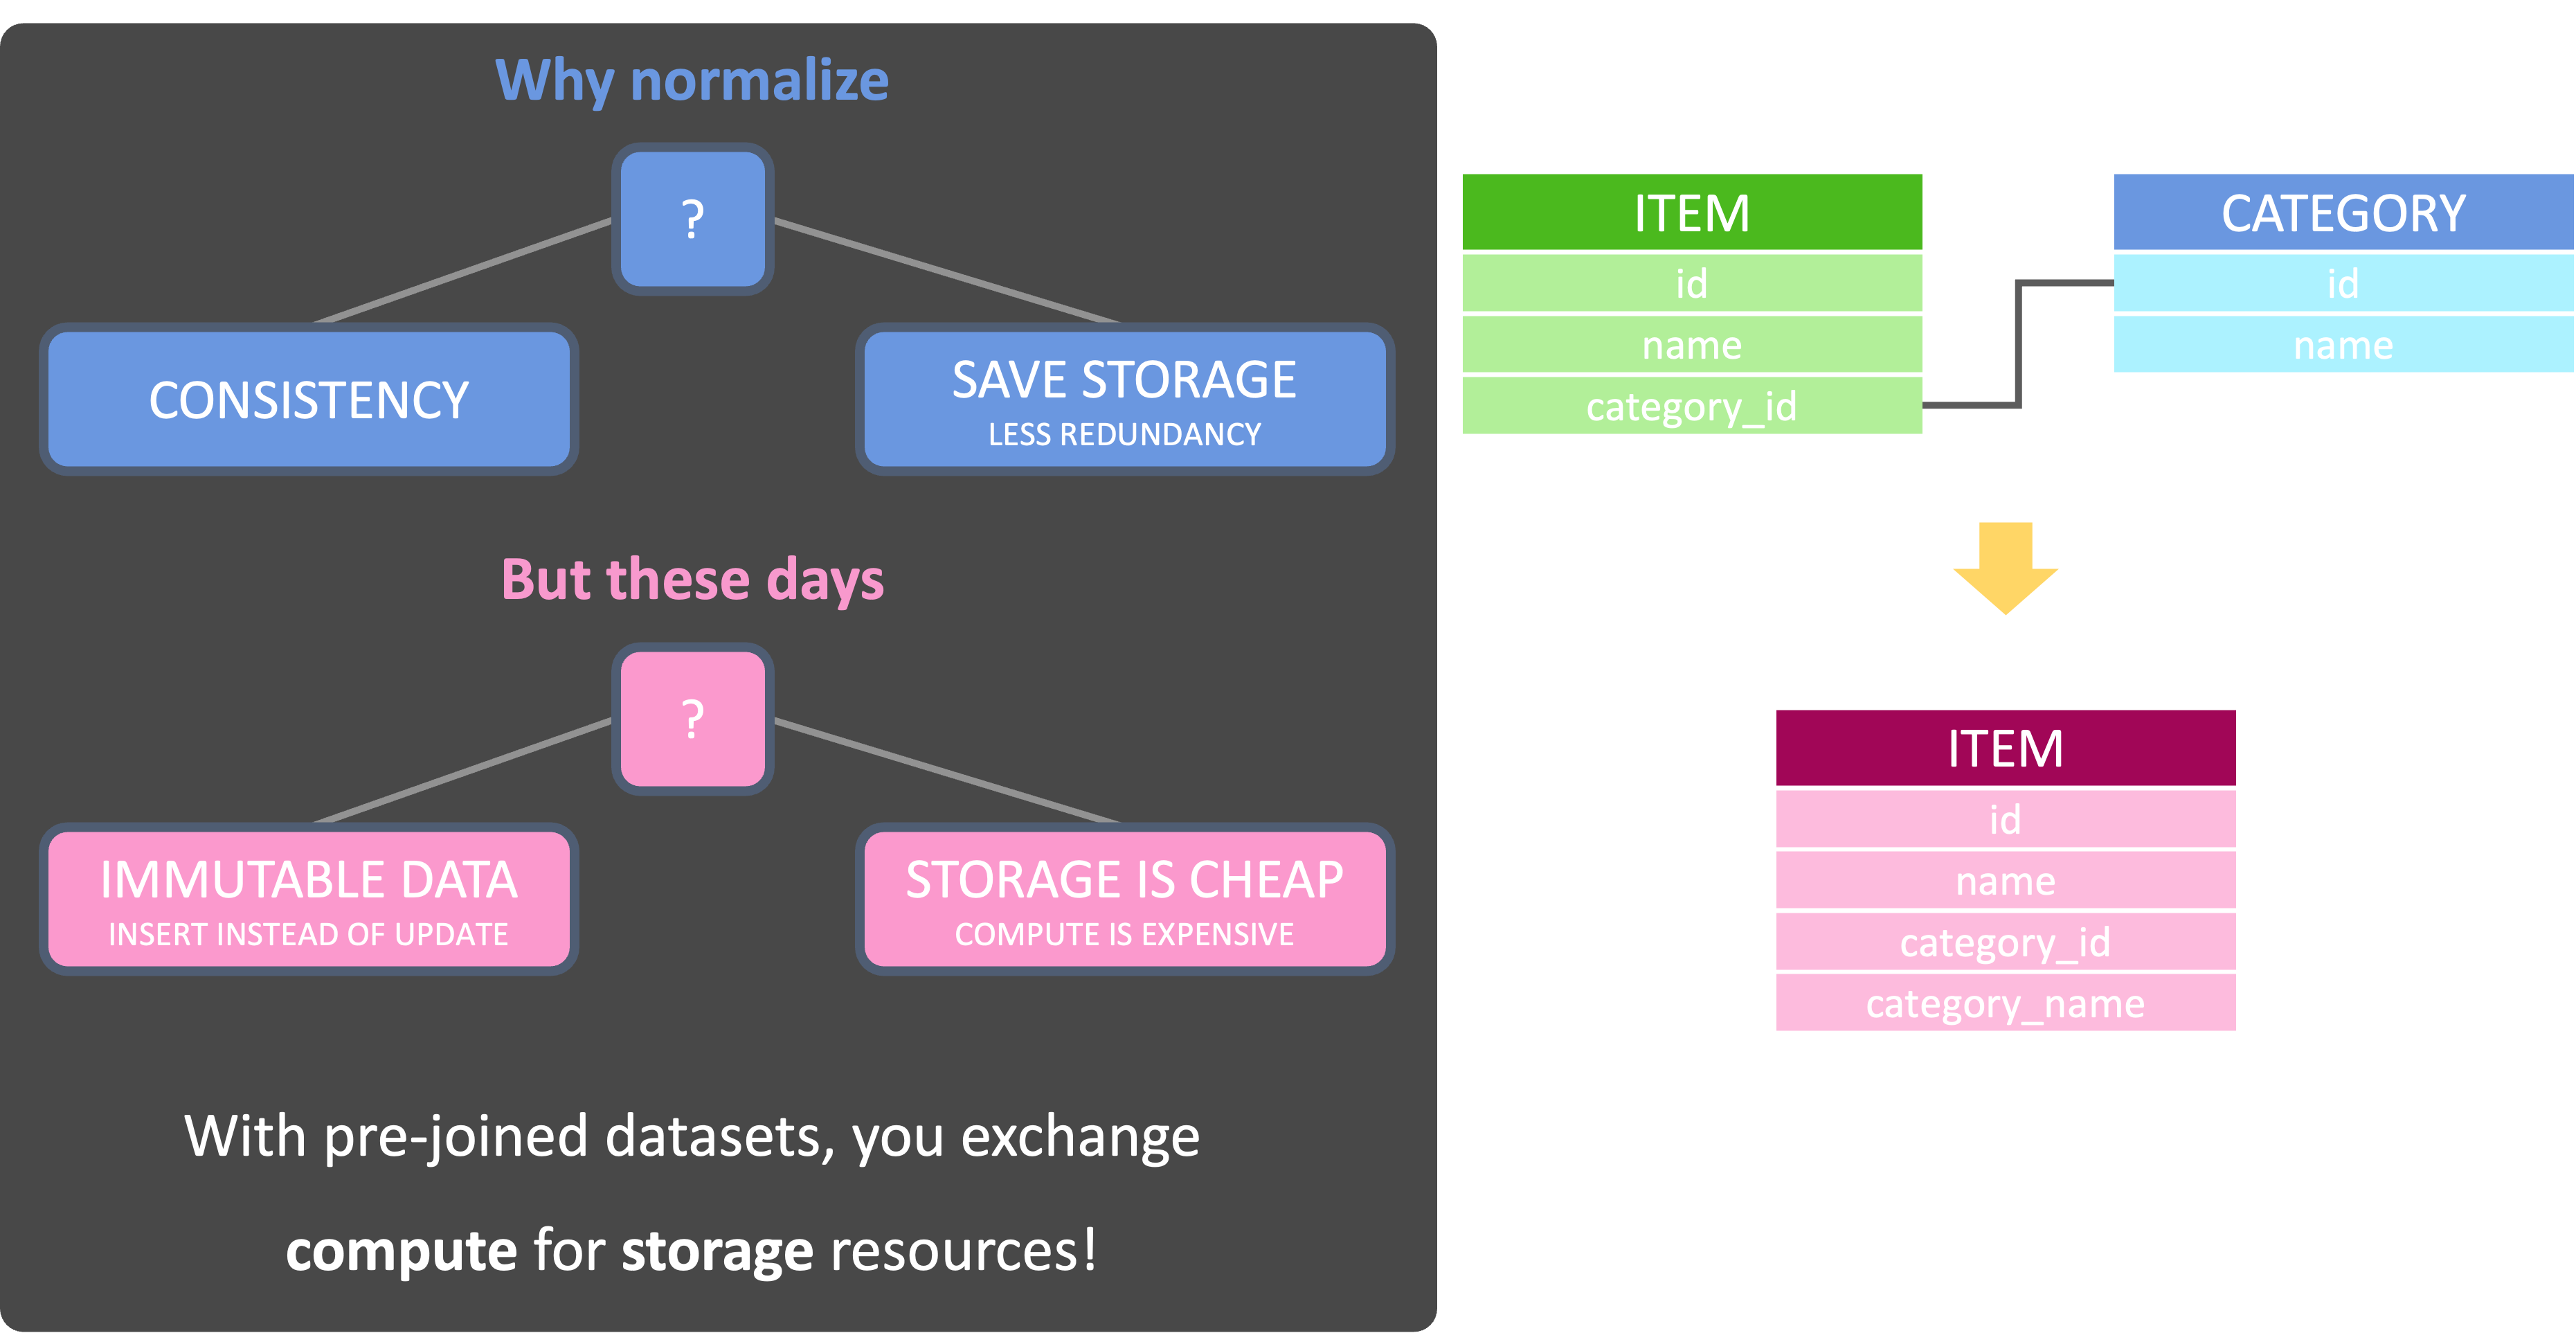 Why normalize
?
CONSISTENCY
SAVE STORAGE
LESS REDUNDANCY
But these days
?
IMMUTABLE DATA
INSERT INSTEAD OF UPDATE
STORAGE IS CHEAP
COMPUTE IS EXPENSIVE
With pre-joined datasets, you exchange
compute for storage resources!
ITEM
id
name
category_id
CATEGORY
id
name
ITEM
id
name
category_id
category_name